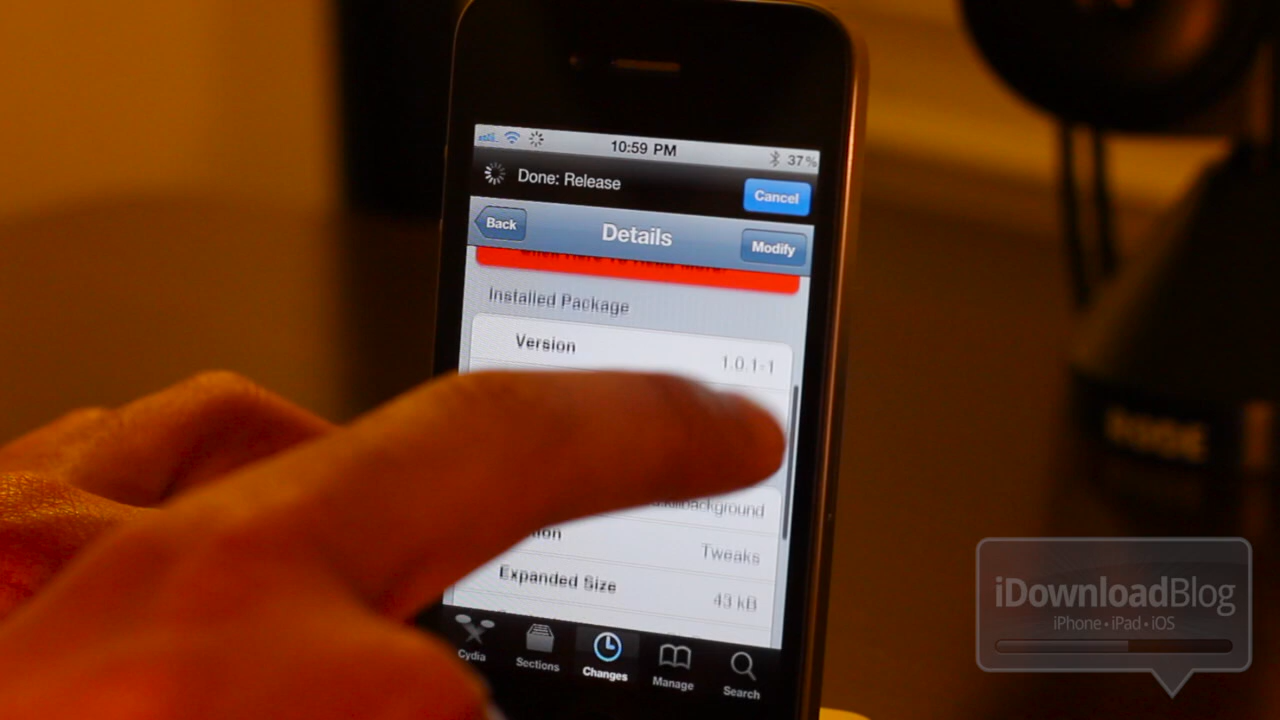 10:59 PM
37%
Done: Release
Cancel
Back
Details
Modify
Installed Package
Version
1.0.1-1
Tweaks
Expanded Size
43 kB
Cydia
Sections
Changes
Manage
Search
iDownloadBlog
iPhone • iPad • iOS